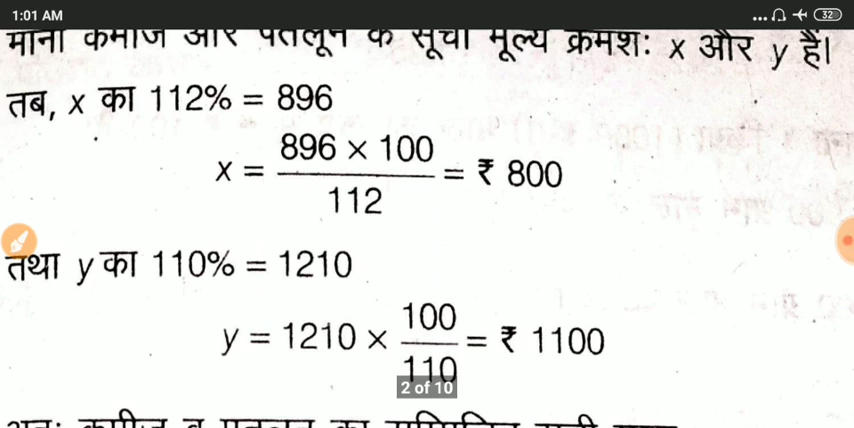 1:01 AM
32
माना कमीज और पतलून के सूची मूल्य क्रमशः x और y हैं।
तब, x का 112% = 896
x = 896 × 100 / 112 = ₹ 800
तथा y का 110% = 1210
y = 1210 × 100 / 110 = ₹ 1100
2 of 10